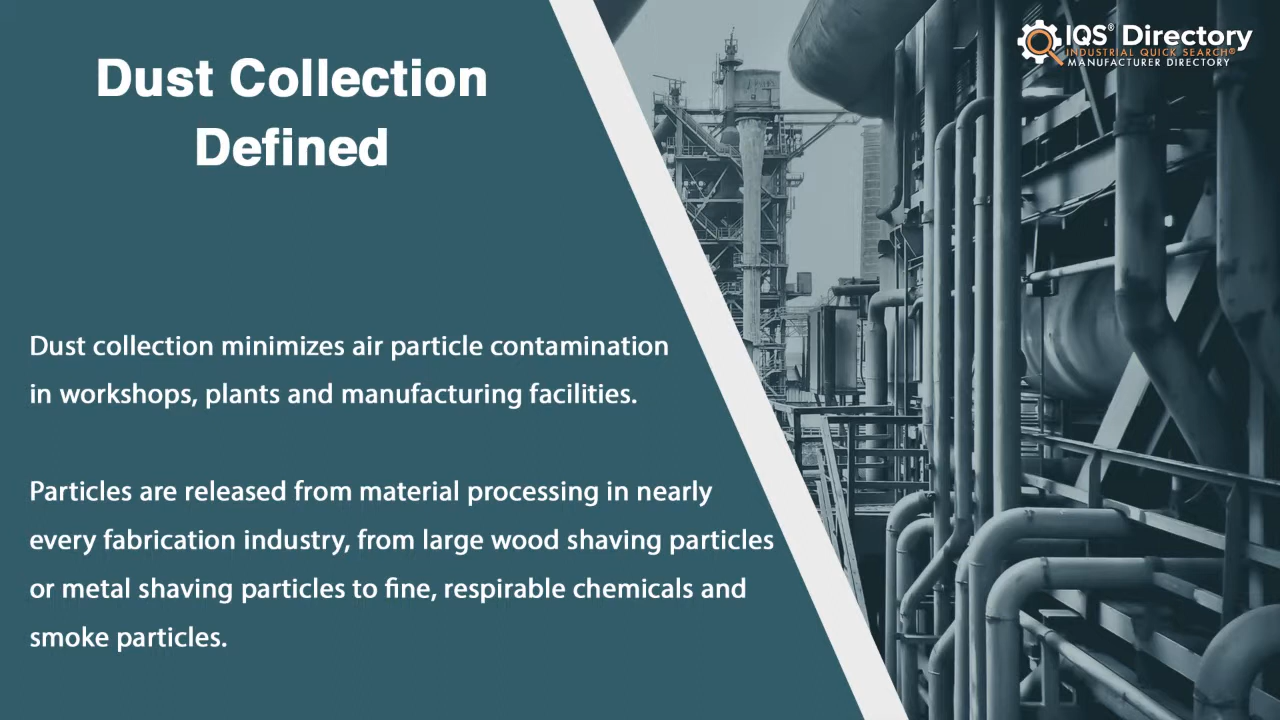 Dust Collection
Defined
IQS® Directory
INDUSTRIAL QUICK SEARCH®
MANUFACTURER DIRECTORY
Dust collection minimizes air particle contamination
in workshops, plants and manufacturing facilities.
Particles are released from material processing in nearly
every fabrication industry, from large wood shaving particles
or metal shaving particles to fine, respirable chemicals and
smoke particles.